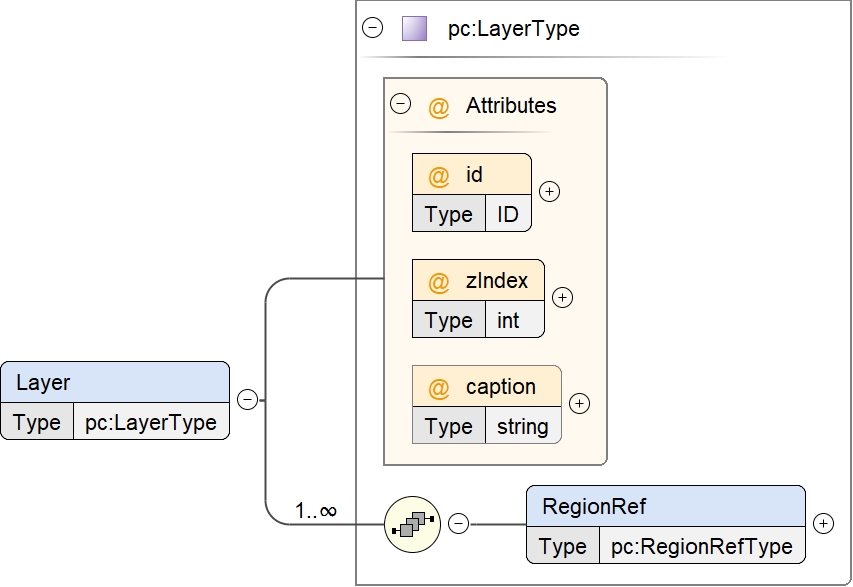 pc:LayerType
@ Attributes
@ id
Type ID
@ zIndex
Type int
@ caption
Type string
Layer
Type pc:LayerType
1..∞
RegionRef
Type pc:RegionRefType